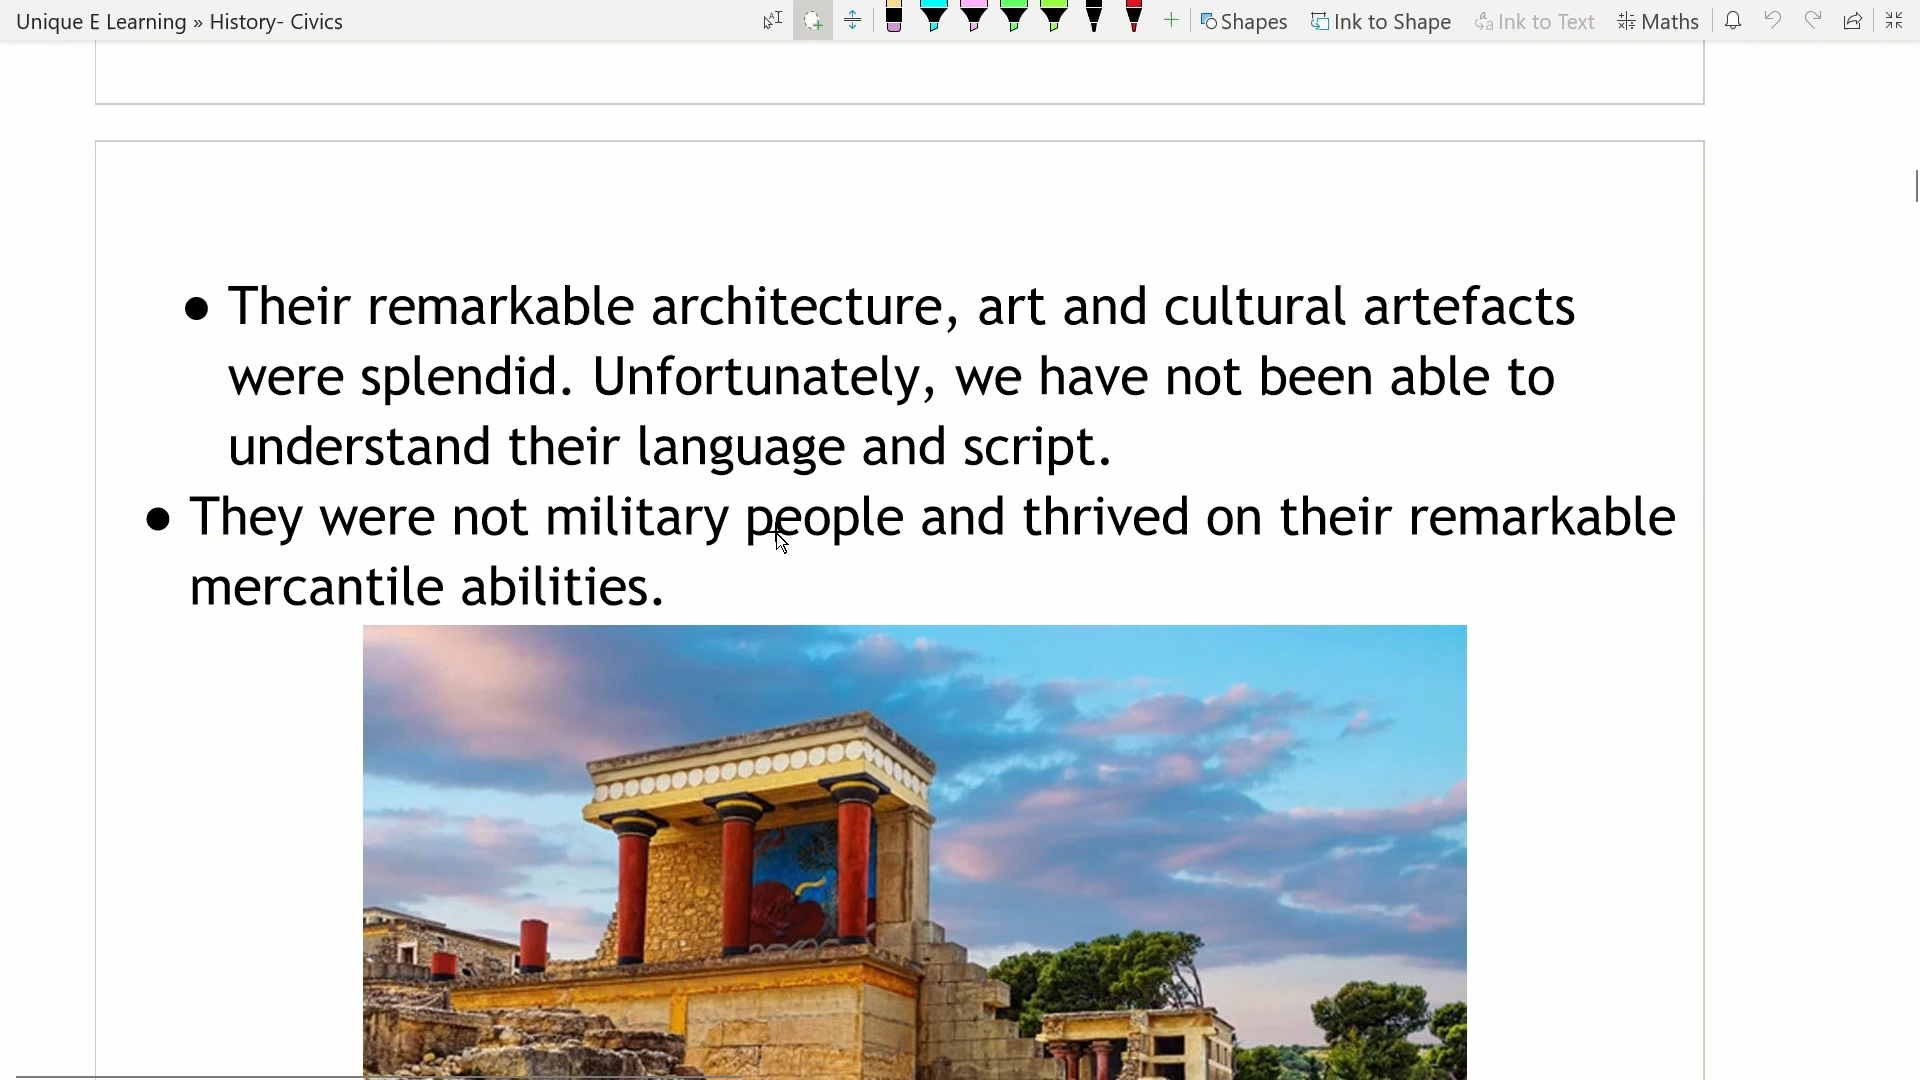 Unique E Learning » History- Civics
Shapes
Ink to Shape
Ink to Text
Maths
● Their remarkable architecture, art and cultural artefacts
were splendid. Unfortunately, we have not been able to
understand their language and script.
● They were not military people and thrived on their remarkable
mercantile abilities.